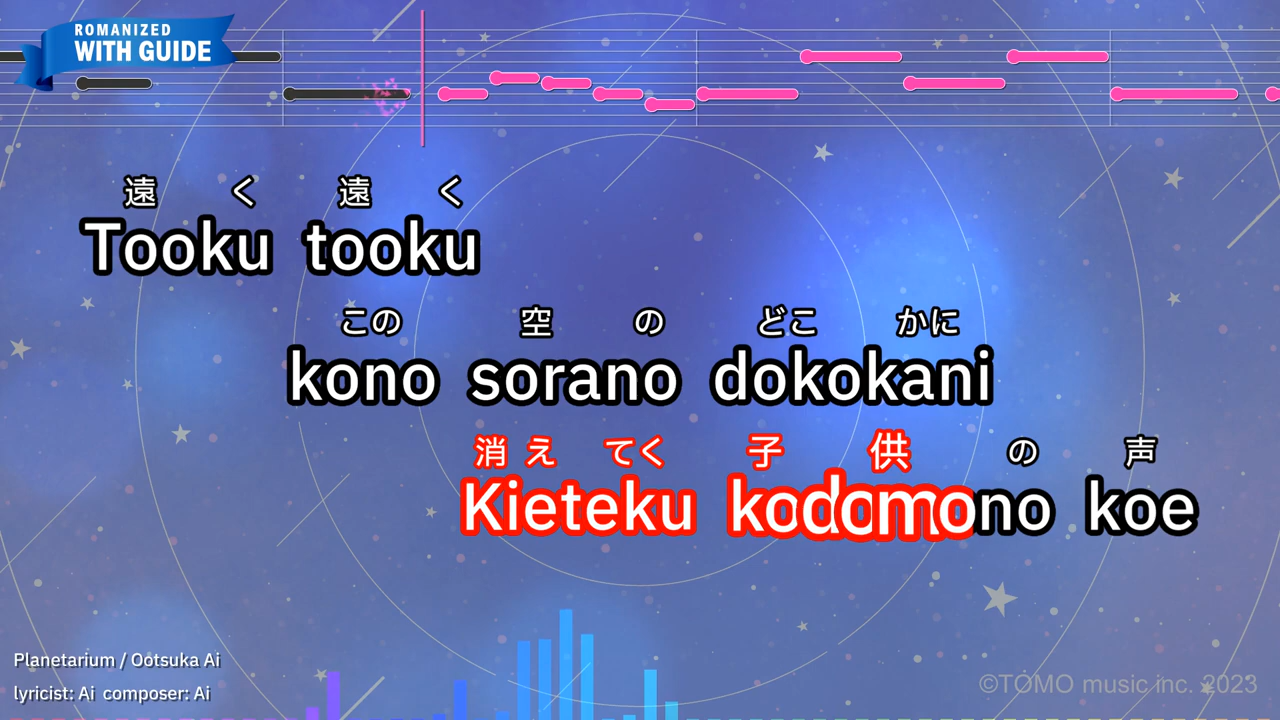 ROMANIZED
WITH GUIDE
遠く 遠く
Tooku tooku
この 空の どこかに
kono sorano dokokani
消えてく 子供の 声
Kieteku kodomono koe
Planetarium / Ootsuka Ai
lyricist: Ai composer: Ai
©TOMO music inc. 2023